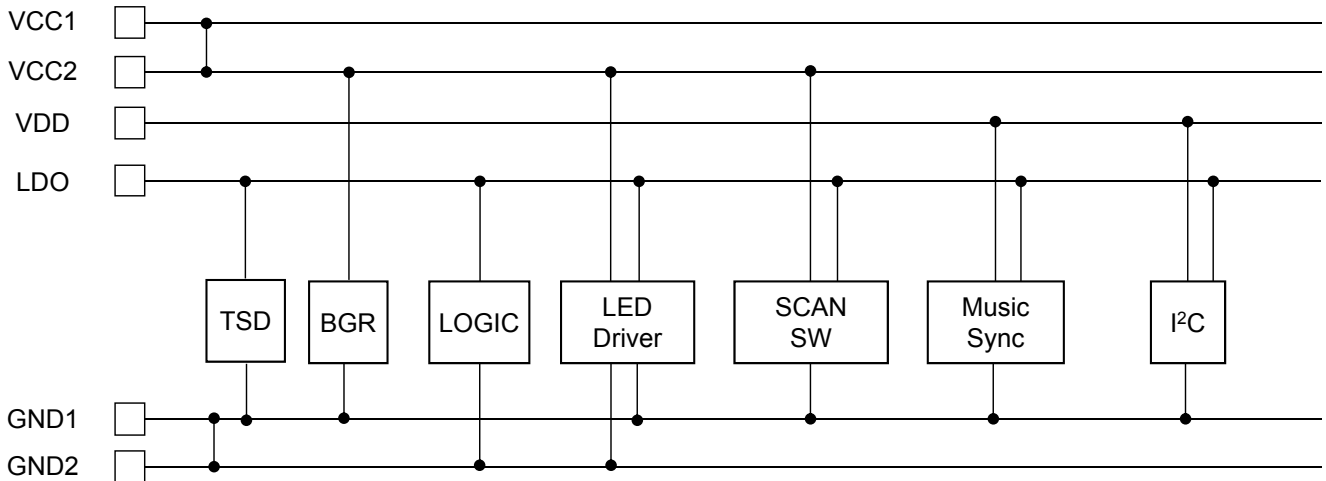 VCC1
VCC2
VDD
LDO
TSD
BGR
LOGIC
LED
Driver
SCAN
SW
Music
Sync
I²C
GND1
GND2